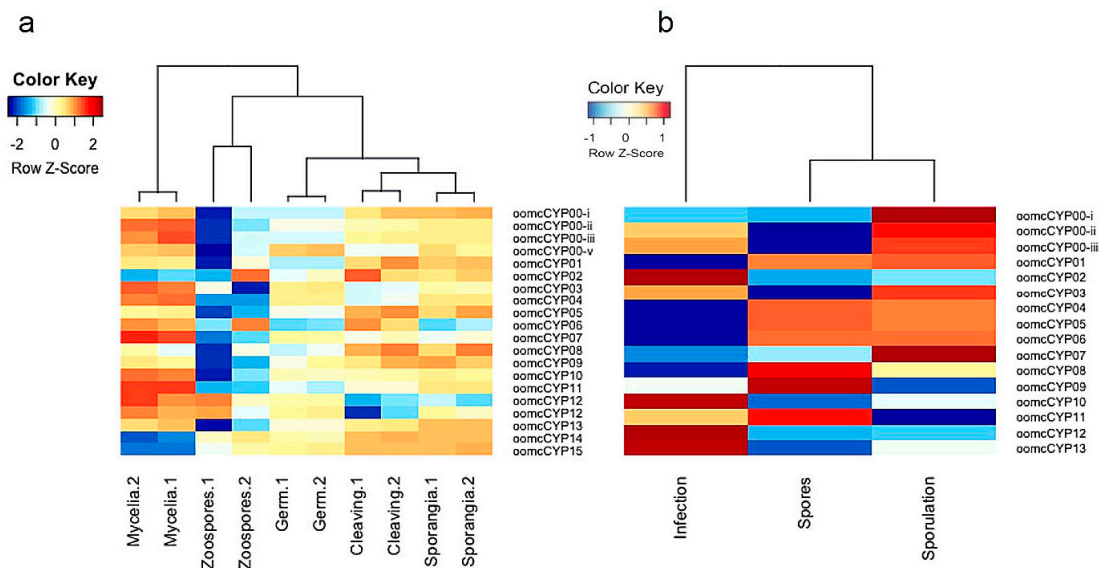 a
b
Color Key
-2 0 2
Row Z-Score
Color Key
-1 0 1
Row Z-Score
oomcCYP00-i
oomcCYP00-ii
oomcCYP00-iii
oomcCYP00-v
oomcCYP01
oomcCYP02
oomcCYP03
oomcCYP04
oomcCYP05
oomcCYP06
oomcCYP07
oomcCYP08
oomcCYP09
oomcCYP10
oomcCYP11
oomcCYP12
oomcCYP12
oomcCYP13
oomcCYP14
oomcCYP15
Mycelia.2
Mycelia.1
Zoospores.1
Zoospores.2
Germ.1
Germ.2
Cleaving.1
Cleaving.2
Sporangia.1
Sporangia.2
oomcCYP00-i
oomcCYP00-ii
oomcCYP00-iii
oomcCYP01
oomcCYP02
oomcCYP03
oomcCYP04
oomcCYP05
oomcCYP06
oomcCYP07
oomcCYP08
oomcCYP09
oomcCYP10
oomcCYP11
oomcCYP12
oomcCYP13
Infection
Spores
Sporulation